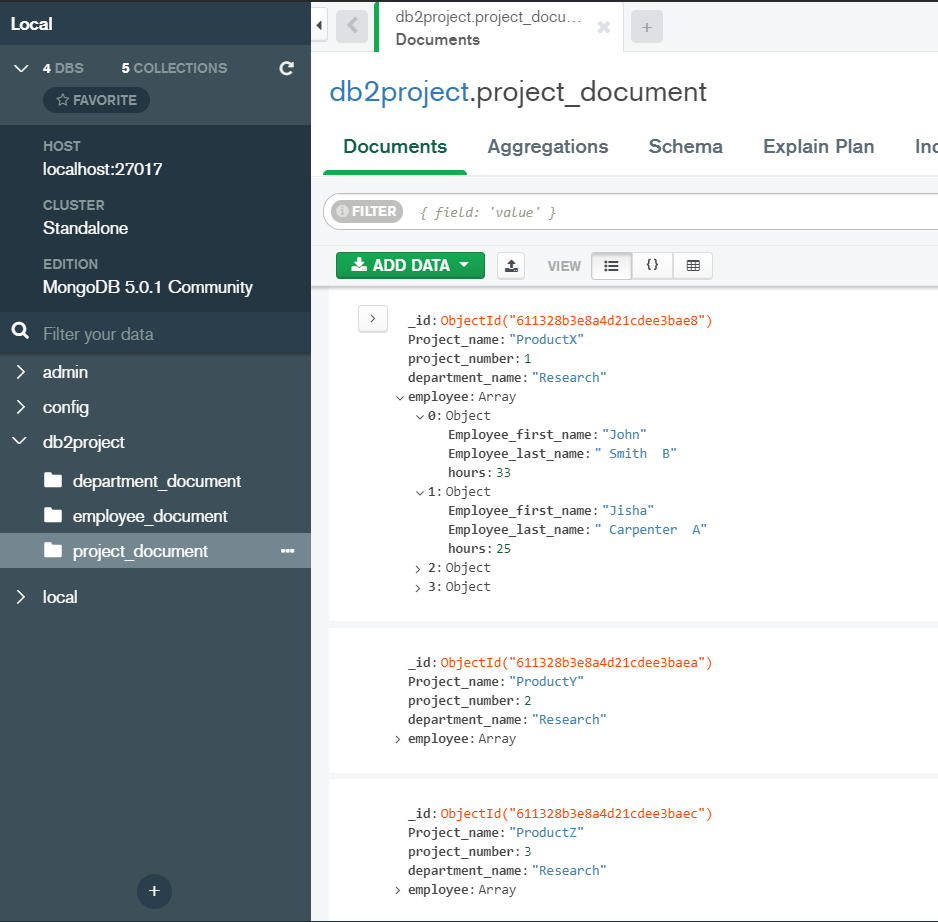 Local
4 DBS 5 COLLECTIONS
FAVORITE
HOST
localhost:27017
CLUSTER
Standalone
EDITION
MongoDB 5.0.1 Community
Filter your data
admin
config
db2project
department_document
employee_document
project_document
local
+
db2project.project_docu...
Documents
+
db2project.project_document
Documents Aggregations Schema Explain Plan Inc
FILTER { field: 'value' }
ADD DATA VIEW {}
_id: ObjectId("611328b3e8a4d21cdee3bae8")
Project_name: "ProductX"
project_number: 1
department_name: "Research"
employee: Array
0: Object
Employee_first_name: "John"
Employee_last_name: " Smith  B"
hours: 33
1: Object
Employee_first_name: "Jisha"
Employee_last_name: " Carpenter  A"
hours: 25
2: Object
3: Object
_id: ObjectId("611328b3e8a4d21cdee3baea")
Project_name: "ProductY"
project_number: 2
department_name: "Research"
employee: Array
_id: ObjectId("611328b3e8a4d21cdee3baec")
Project_name: "ProductZ"
project_number: 3
department_name: "Research"
employee: Array